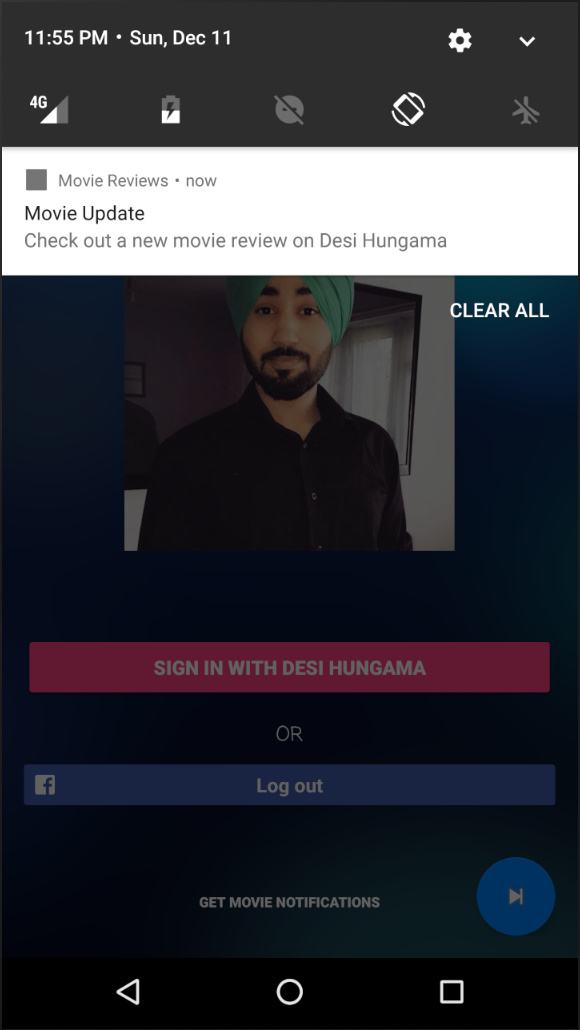 11:55 PM • Sun, Dec 11
4G
Movie Reviews • now
Movie Update
Check out a new movie review on Desi Hungama
CLEAR ALL
SIGN IN WITH DESI HUNGAMA
OR
Log out
GET MOVIE NOTIFICATIONS